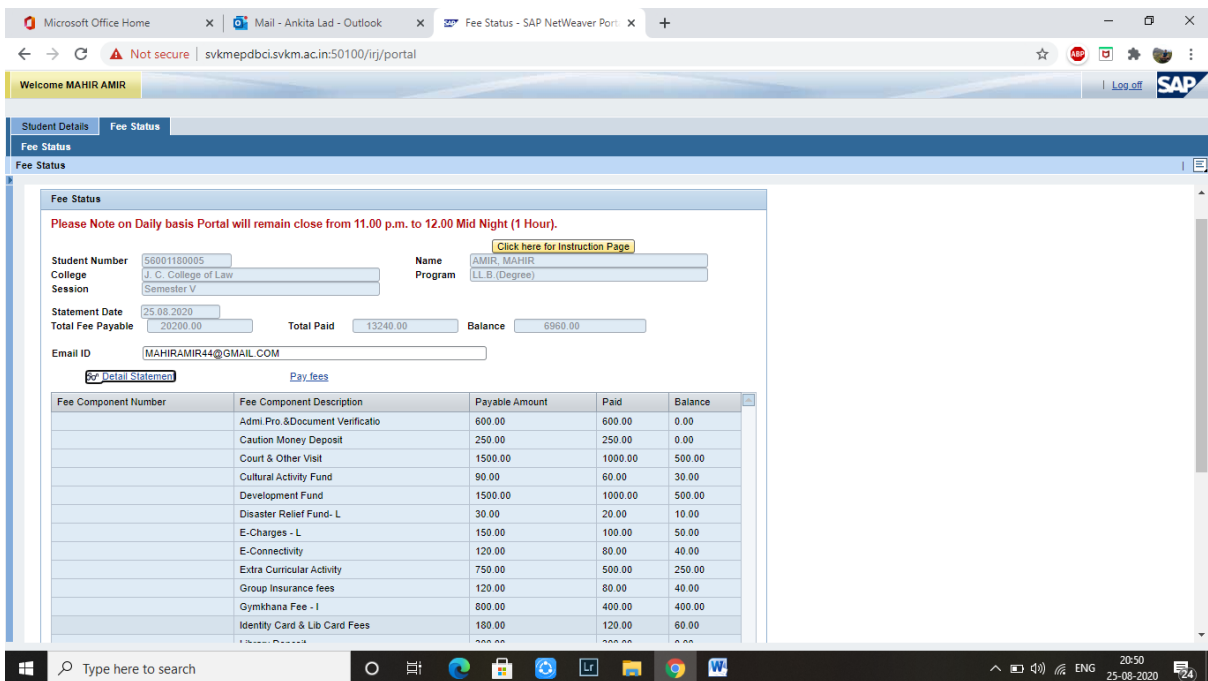 Microsoft Office Home
Mail - Ankita Lad - Outlook
Fee Status - SAP NetWeaver Port
Not secure | svkmepdbci.svkm.ac.in:50100/irj/portal
ABP
Welcome MAHIR AMIR
Log off
SAP
Student Details
Fee Status
Fee Status
Fee Status
Fee Status
Please Note on Daily basis Portal will remain close from 11.00 p.m. to 12.00 Mid Night (1 Hour).
Click here for Instruction Page
Student Number 56001180005 Name AMIR, MAHIR
College J. C. College of Law Program LL.B.(Degree)
Session Semester V
Statement Date 25.08.2020
Total Fee Payable 20200.00 Total Paid 13240.00 Balance 6960.00
Email ID MAHIRAMIR44@GMAIL.COM
Detail Statement Pay fees
Fee Component Number Fee Component Description Payable Amount Paid Balance
Admi.Pro.&Document Verificatio 600.00 600.00 0.00
Caution Money Deposit 250.00 250.00 0.00
Court & Other Visit 1500.00 1000.00 500.00
Cultural Activity Fund 90.00 60.00 30.00
Development Fund 1500.00 1000.00 500.00
Disaster Relief Fund- L 30.00 20.00 10.00
E-Charges - L 150.00 100.00 50.00
E-Connectivity 120.00 80.00 40.00
Extra Curricular Activity 750.00 500.00 250.00
Group Insurance fees 120.00 80.00 40.00
Gymkhana Fee - I 800.00 400.00 400.00
Identity Card & Lib Card Fees 180.00 120.00 60.00
Type here to search
Lr
W
ENG
20:50
25-08-2020
24